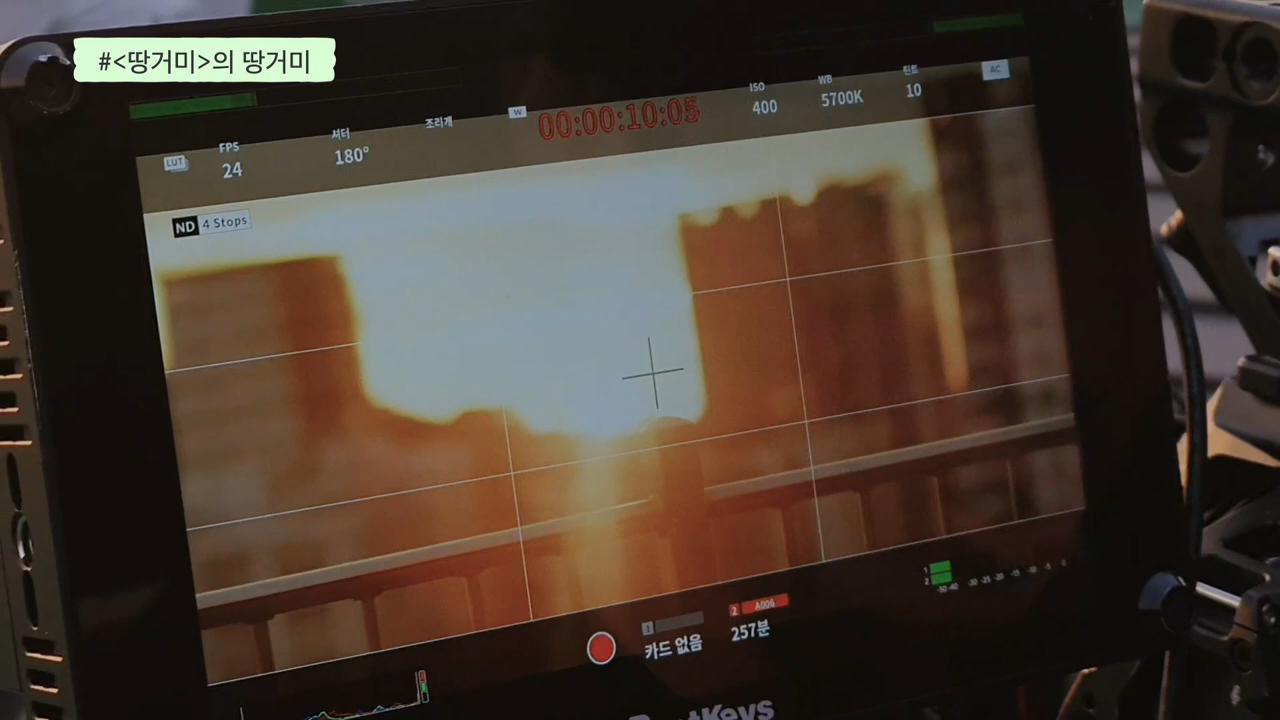 #<땅거미>의 땅거미
LUT
FPS
24
셔터
180°
조리개
W
00:00:10:05
ISO
400
WB
5700K
틴트
10
AC
ND 4 Stops
1
카드 없음
2 A006
257분
1
2